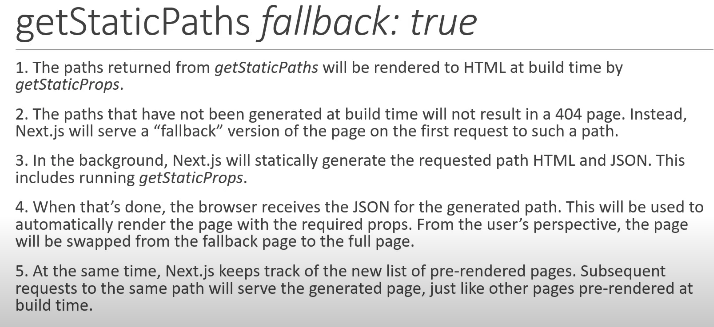 getStaticPaths fallback: true
1. The paths returned from getStaticPaths will be rendered to HTML at build time by
getStaticProps.
2. The paths that have not been generated at build time will not result in a 404 page. Instead,
Next.js will serve a “fallback” version of the page on the first request to such a path.
3. In the background, Next.js will statically generate the requested path HTML and JSON. This
includes running getStaticProps.
4. When that’s done, the browser receives the JSON for the generated path. This will be used to
automatically render the page with the required props. From the user’s perspective, the page
will be swapped from the fallback page to the full page.
5. At the same time, Next.js keeps track of the new list of pre-rendered pages. Subsequent
requests to the same path will serve the generated page, just like other pages pre-rendered at
build time.